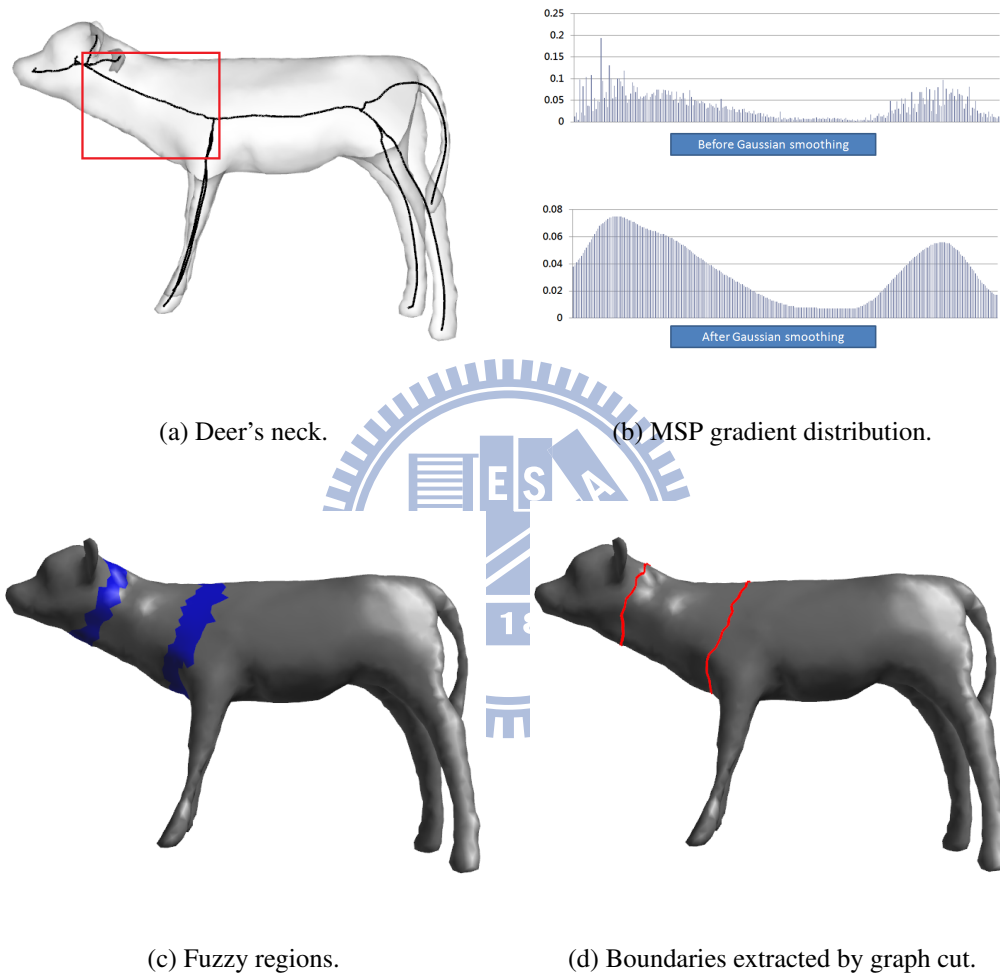 0.25
0.2
0.15
0.1
0.05
0
Before Gaussian smoothing
0.08
0.06
0.04
0.02
0
After Gaussian smoothing
(a) Deer's neck.
(b) MSP gradient distribution.
E S A
18
(c) Fuzzy regions.
(d) Boundaries extracted by graph cut.